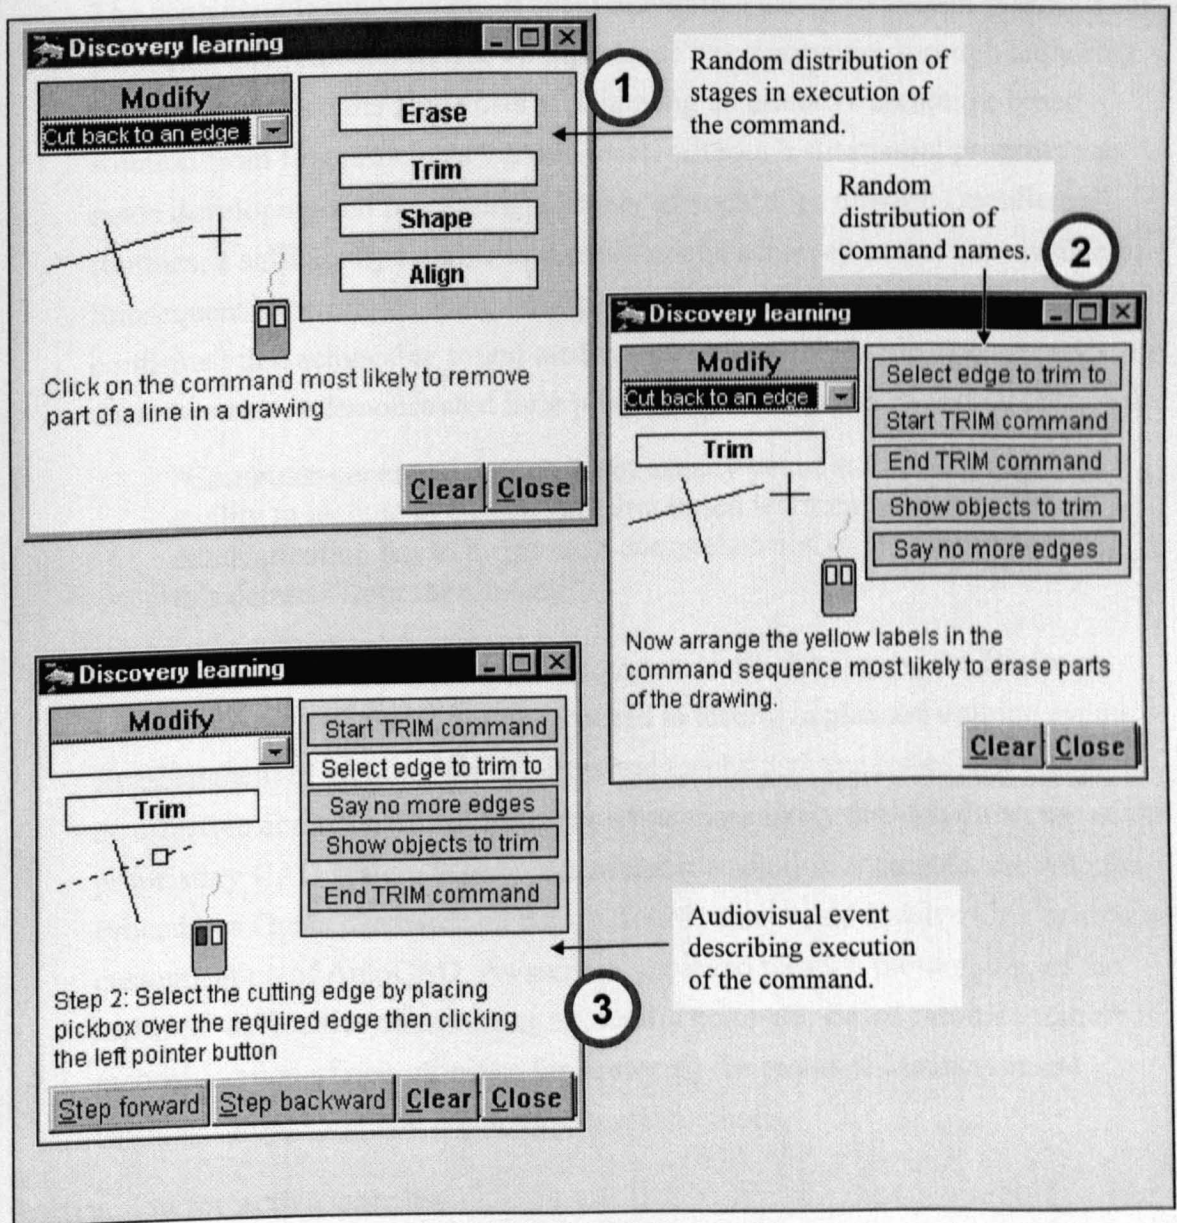 Discovery learning
Modify
Cut back to an edge
Erase
Trim
Shape
Align
Click on the command most likely to remove
part of a line in a drawing
Clear Close
1
Random distribution of
stages in execution of
the command.
Random
distribution of
command names.
2
Discovery learning
Modify
Cut back to an edge
Trim
Select edge to trim to
Start TRIM command
End TRIM command
Show objects to trim
Say no more edges
Now arrange the yellow labels in the
command sequence most likely to erase parts
of the drawing.
Clear Close
Discovery learning
Modify
Trim
Start TRIM command
Select edge to trim to
Say no more edges
Show objects to trim
End TRIM command
Step 2: Select the cutting edge by placing
pickbox over the required edge then clicking
the left pointer button
Step forward Step backward Clear Close
3
Audiovisual event
describing execution
of the command.